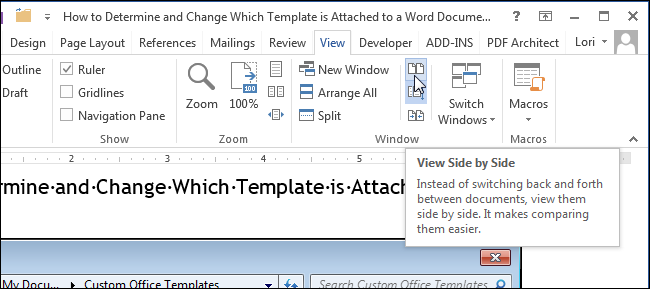 How to Determine and Change Which Template is Attached to a Word Docume... ?
Design Page Layout References Mailings Review View Developer ADD-INS PDF Architect Lori
Outline
Draft
Ruler
Gridlines
Navigation Pane
Show
Zoom
100
100%
Zoom
New Window
Arrange All
Split
Switch
Windows
Window
Macros
Macros
2 3 4 5
rmine·and·Change·Which·Template·is·Attach
View Side by Side
Instead of switching back and forth
between documents, view them
side by side. It makes comparing
them easier.
My Docu... Custom Office Templates Search Custom Office Templates